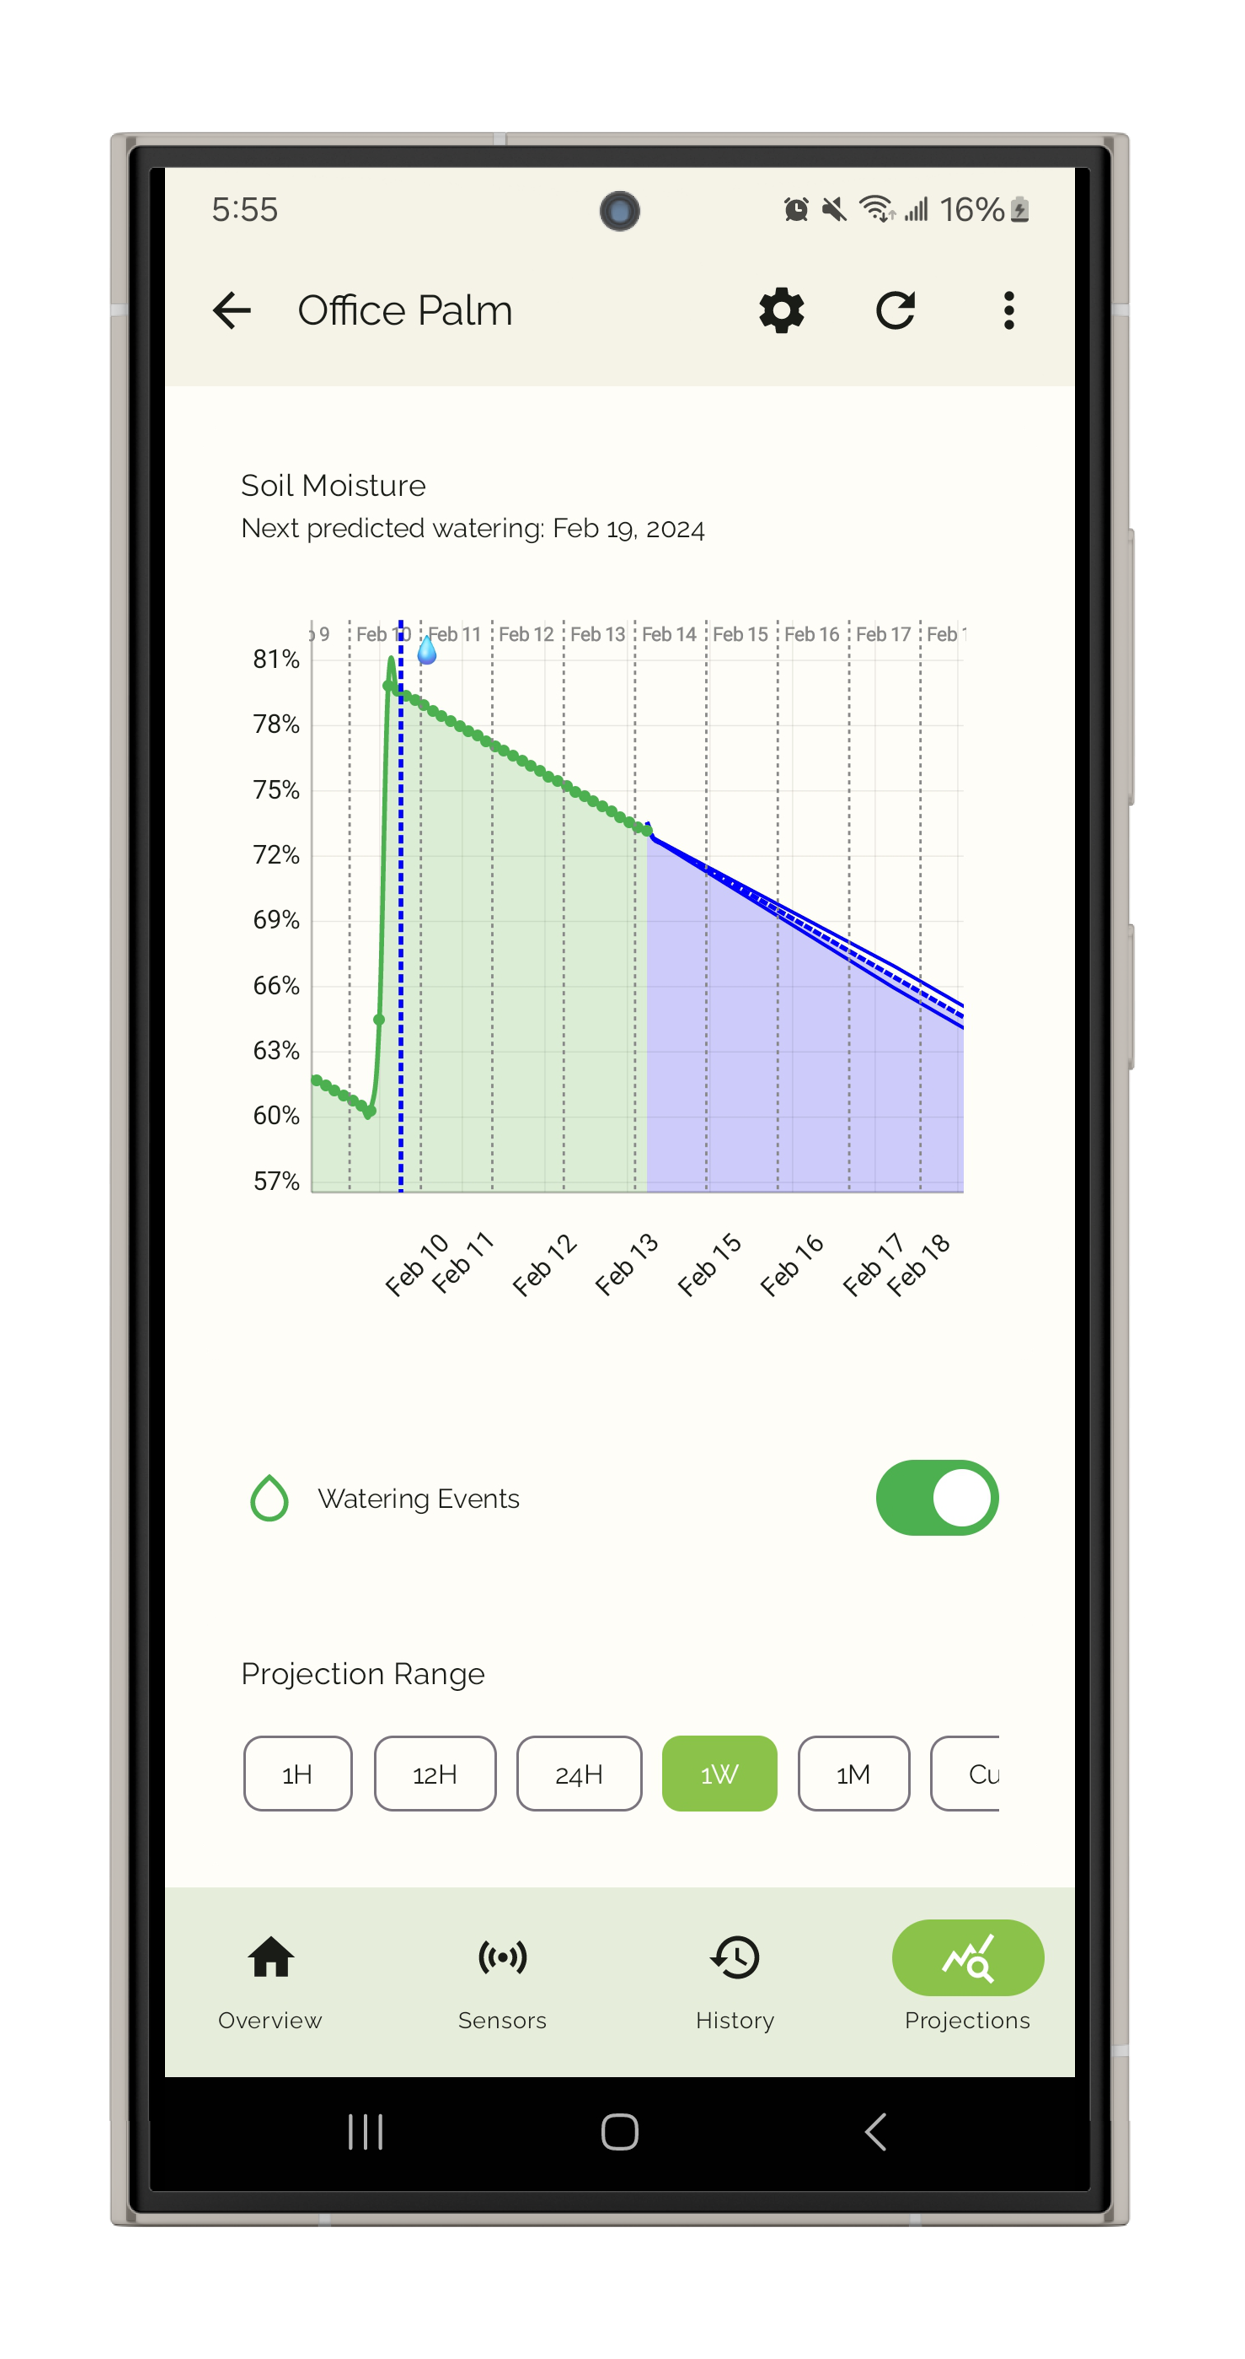 5:55
16%
Office Palm
Soil Moisture
Next predicted watering: Feb 19, 2024
Feb 10 Feb 11 Feb 12 Feb 13 Feb 14 Feb 15 Feb 16 Feb 17 Feb
81%
78%
75%
72%
69%
66%
63%
60%
57%
Feb 10 Feb 11 Feb 12 Feb 13 Feb 15 Feb 16 Feb 17 Feb 18
Watering Events
Projection Range
1H 12H 24H 1W 1M Cu
Overview Sensors History Projections